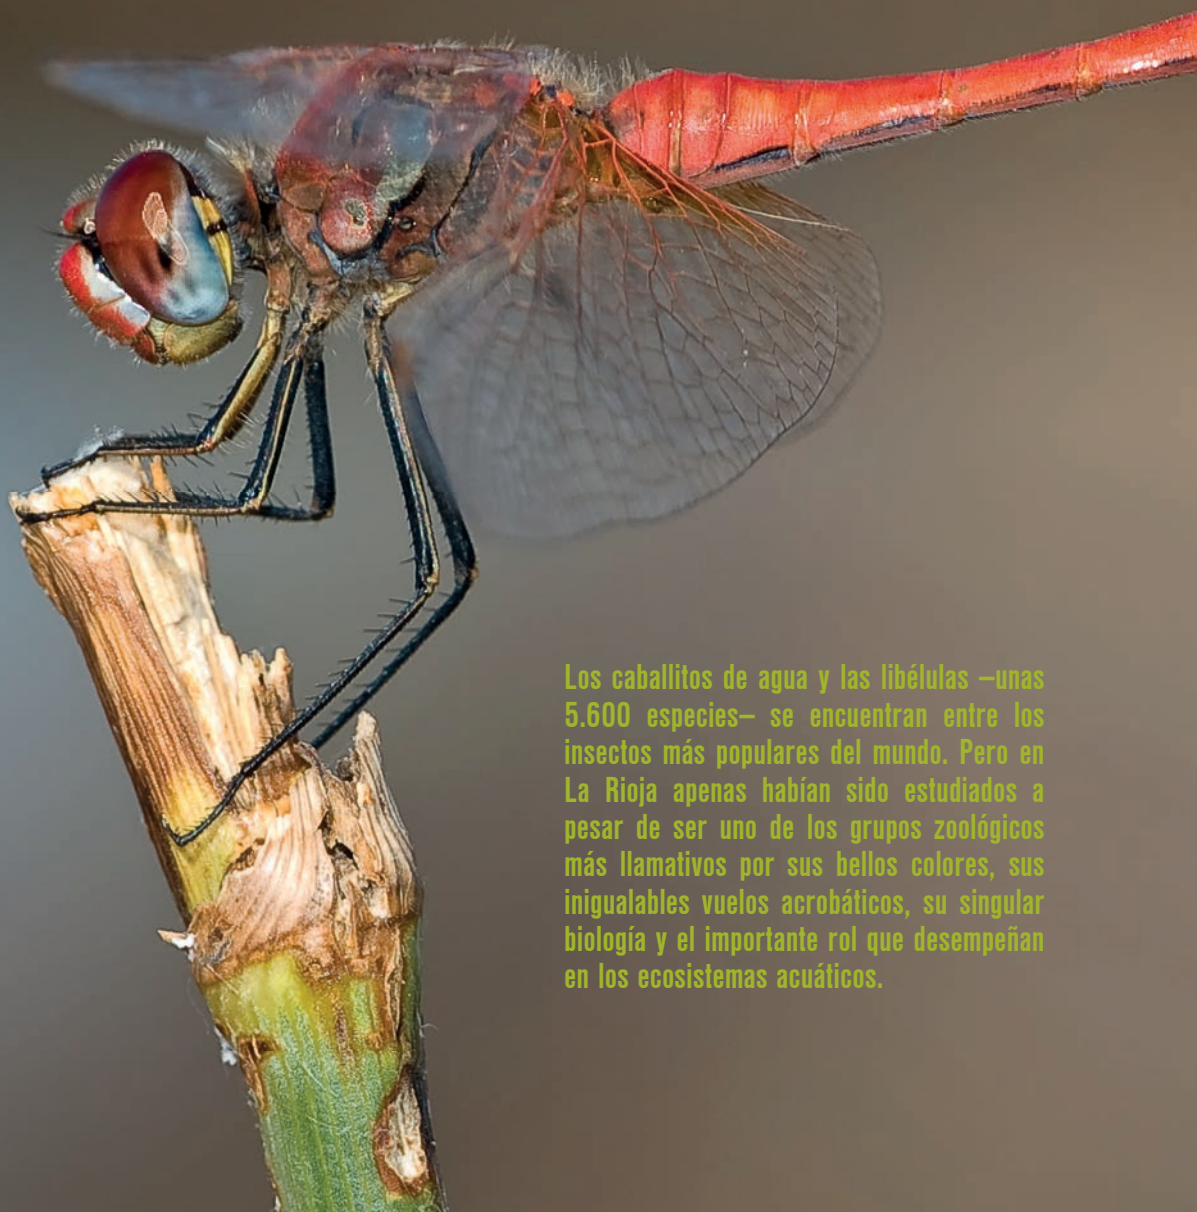 Los caballitos de agua y las libélulas –unas
5.600 especies– se encuentran entre los
insectos más populares del mundo. Pero en
La Rioja apenas habían sido estudiados a
pesar de ser uno de los grupos zoológicos
más llamativos por sus bellos colores, sus
inigualables vuelos acrobáticos, su singular
biología y el importante rol que desempeñan
en los ecosistemas acuáticos.